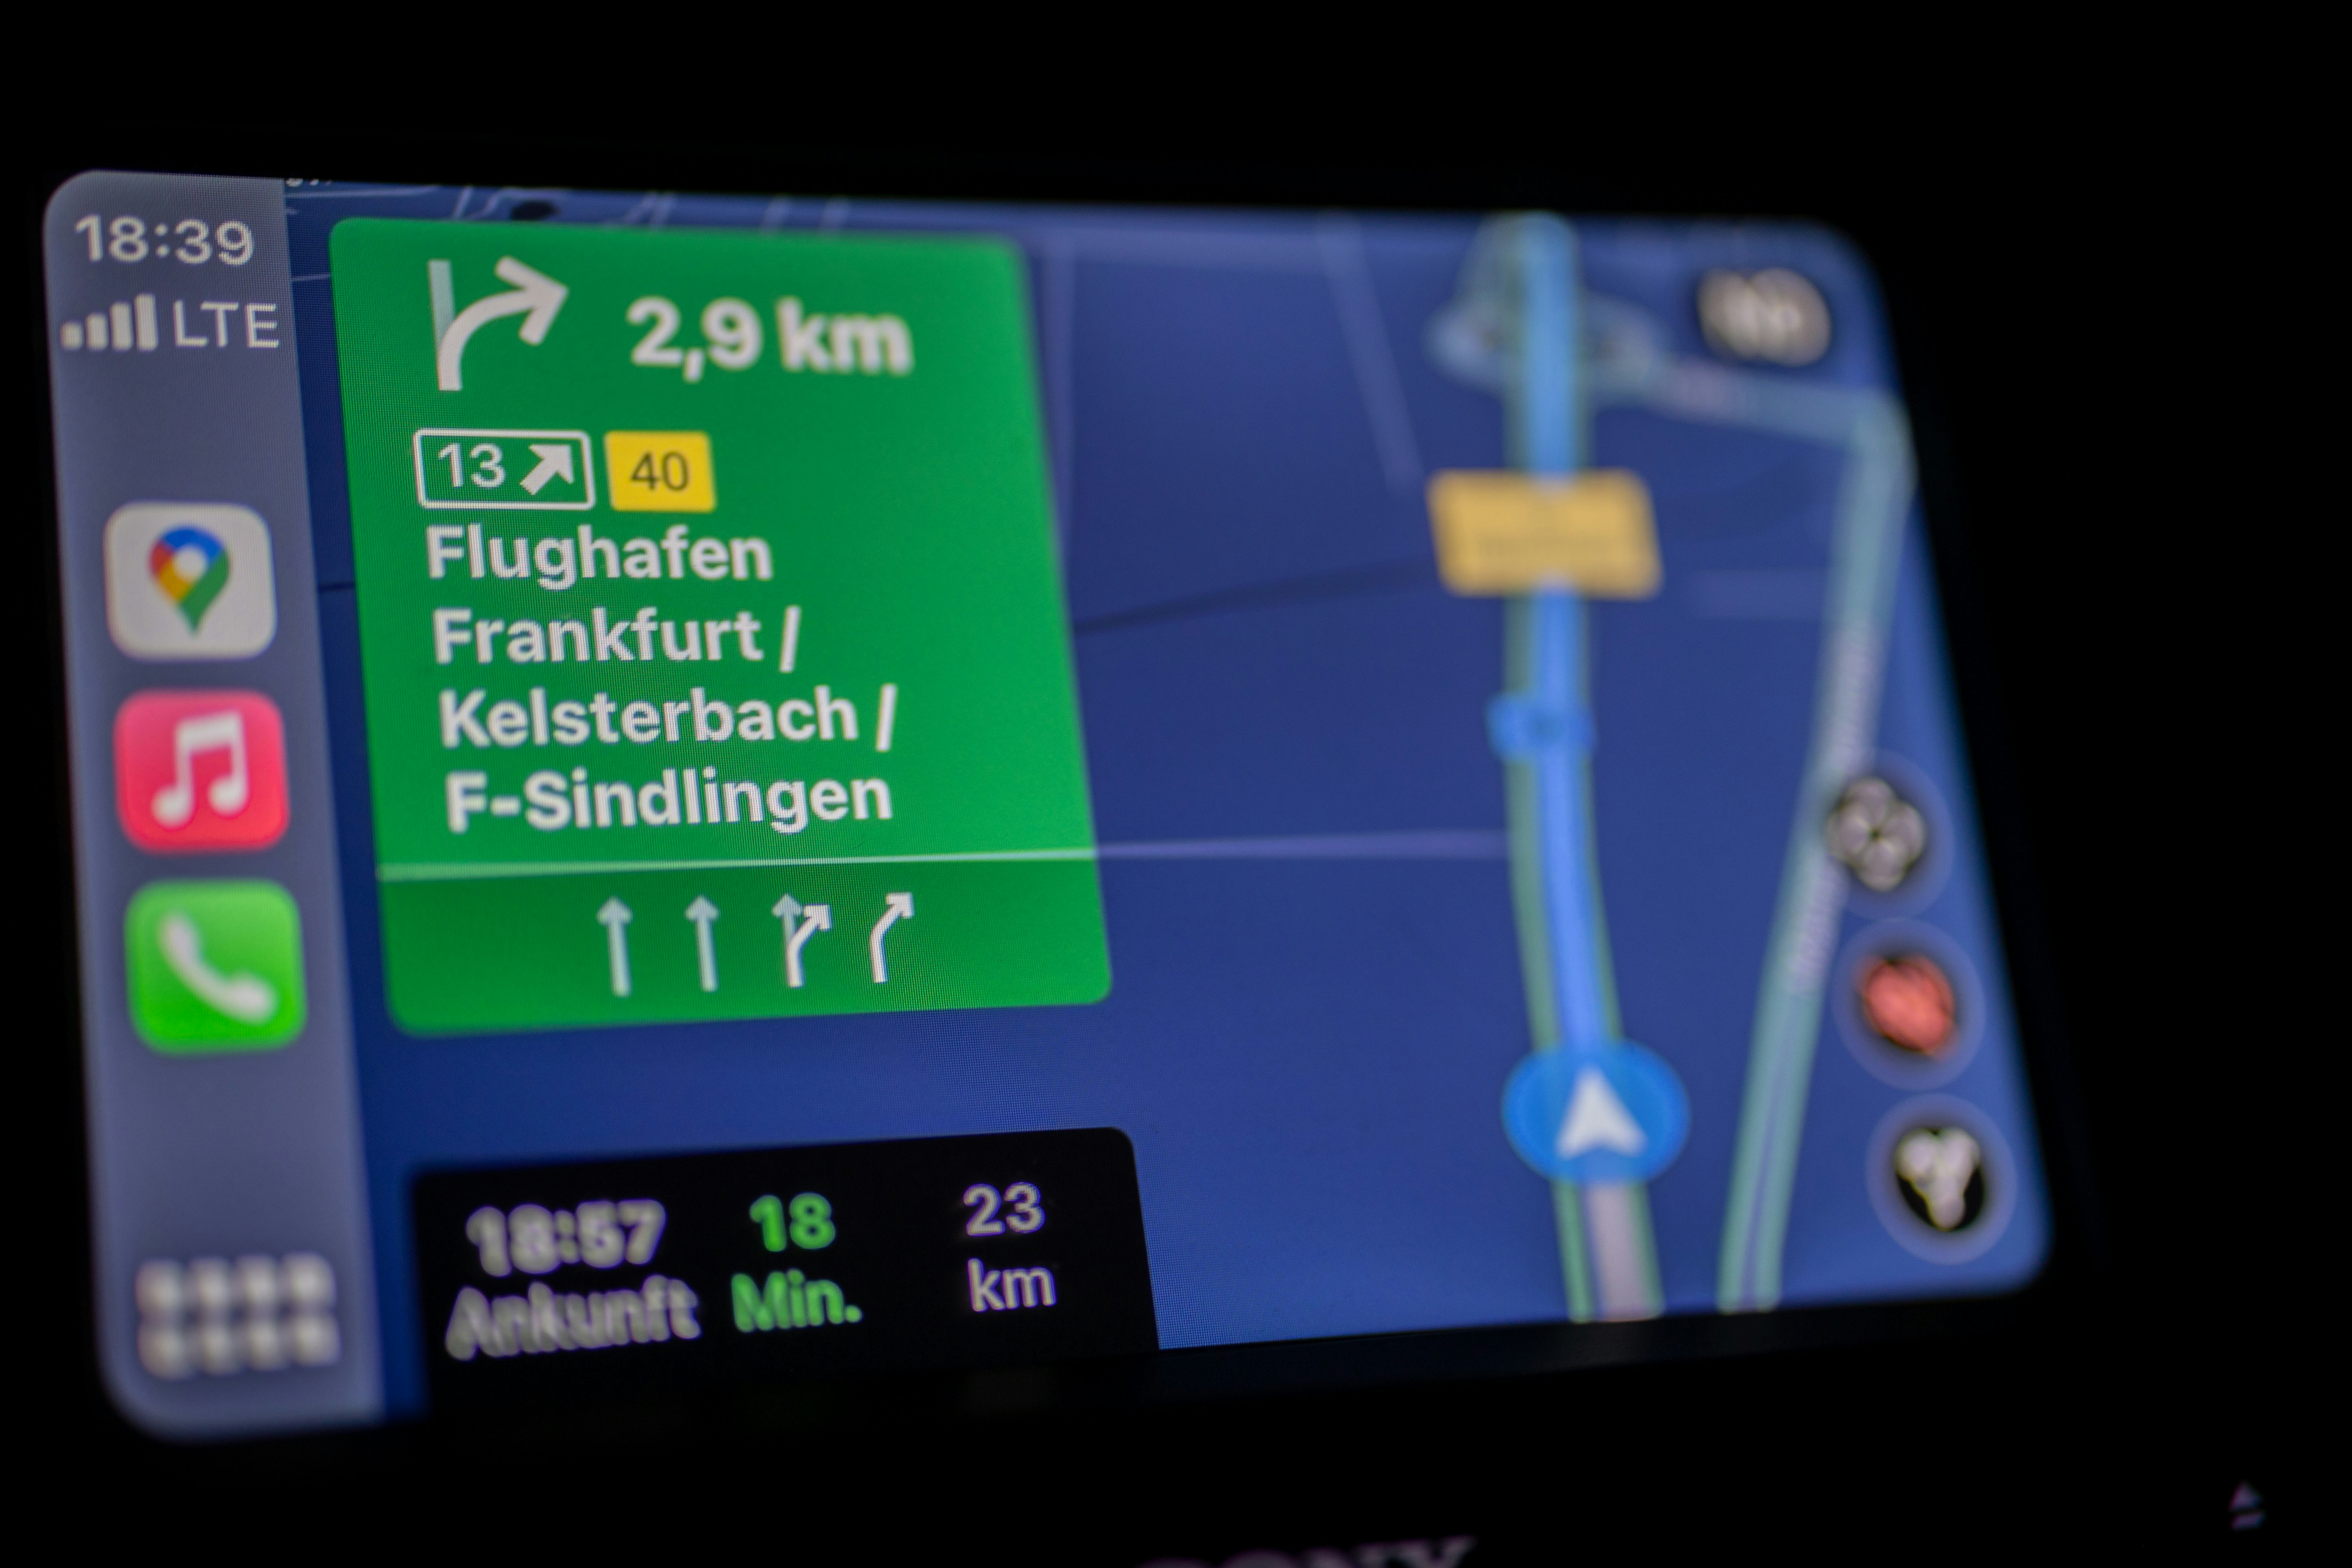 18:39
LTE
2,9 km
13 40
Flughafen
Frankfurt /
Kelsterbach /
F-Sindlingen
18:57 18 23
Ankunft Min. km
SONY